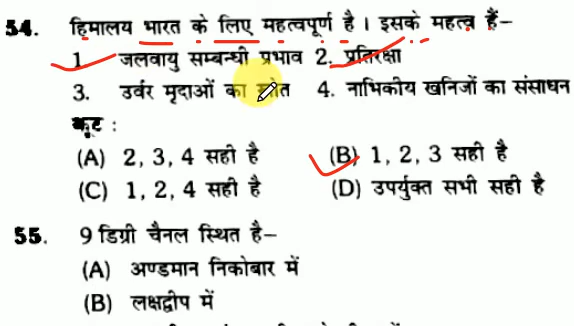 54. हिमालय भारत के लिए महत्वपूर्ण है। इसके महत्व हैं–
1 जलवायु सम्बन्धी प्रभाव 2. प्रतिरक्षा
3. उर्वर मृदाओं का स्रोत 4. नाभिकीय खनिजों का संसाधन
कूट :
(A) 2, 3, 4 सही है (B) 1, 2, 3 सही है
(C) 1, 2, 4 सही है (D) उपर्युक्त सभी सही है
55. 9 डिग्री चैनल स्थित है–
(A) अण्डमान निकोबार में
(B) लक्षद्वीप में